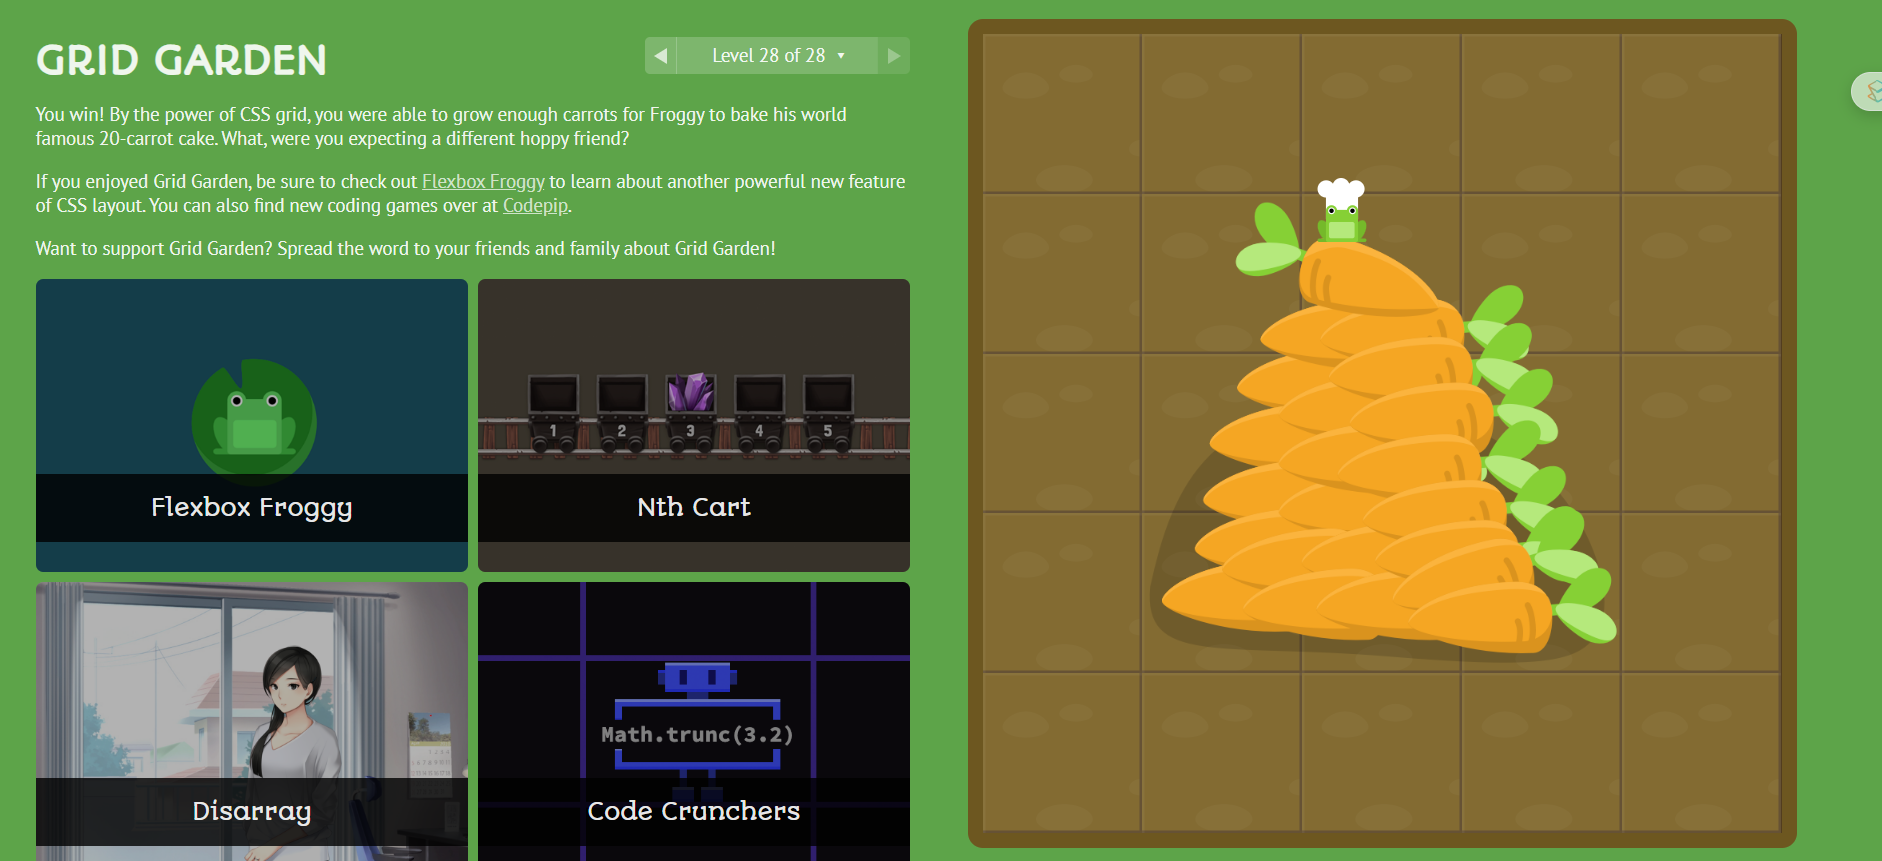 GRID GARDEN
Level 28 of 28
You win! By the power of CSS grid, you were able to grow enough carrots for Froggy to bake his world
famous 20-carrot cake. What, were you expecting a different hoppy friend?
If you enjoyed Grid Garden, be sure to check out Flexbox Froggy to learn about another powerful new feature
of CSS layout. You can also find new coding games over at Codepip.
Want to support Grid Garden? Spread the word to your friends and family about Grid Garden!
1 2 3 4 5
Flexbox Froggy
Nth Cart
Math.trunc(3.2)
Disarray
Code Crunchers